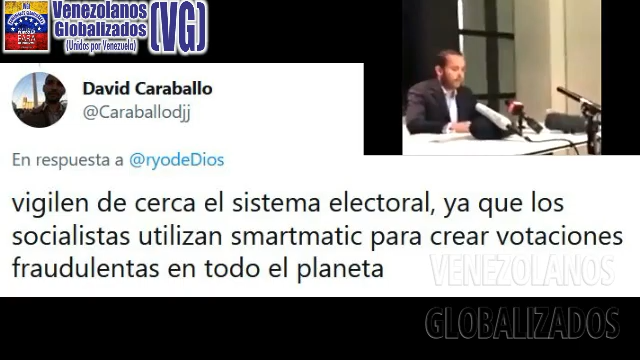 Venezolanos
Globalizados
(Unidos por Venezuela)
(VG)
David Caraballo
@Caraballodjj
En respuesta a @ryodeDios
vigilen de cerca el sistema electoral, ya que los
socialistas utilizan smartmatic para crear votaciones
fraudulentas en todo el planeta
VENEZOLANOS
GLOBALIZADOS